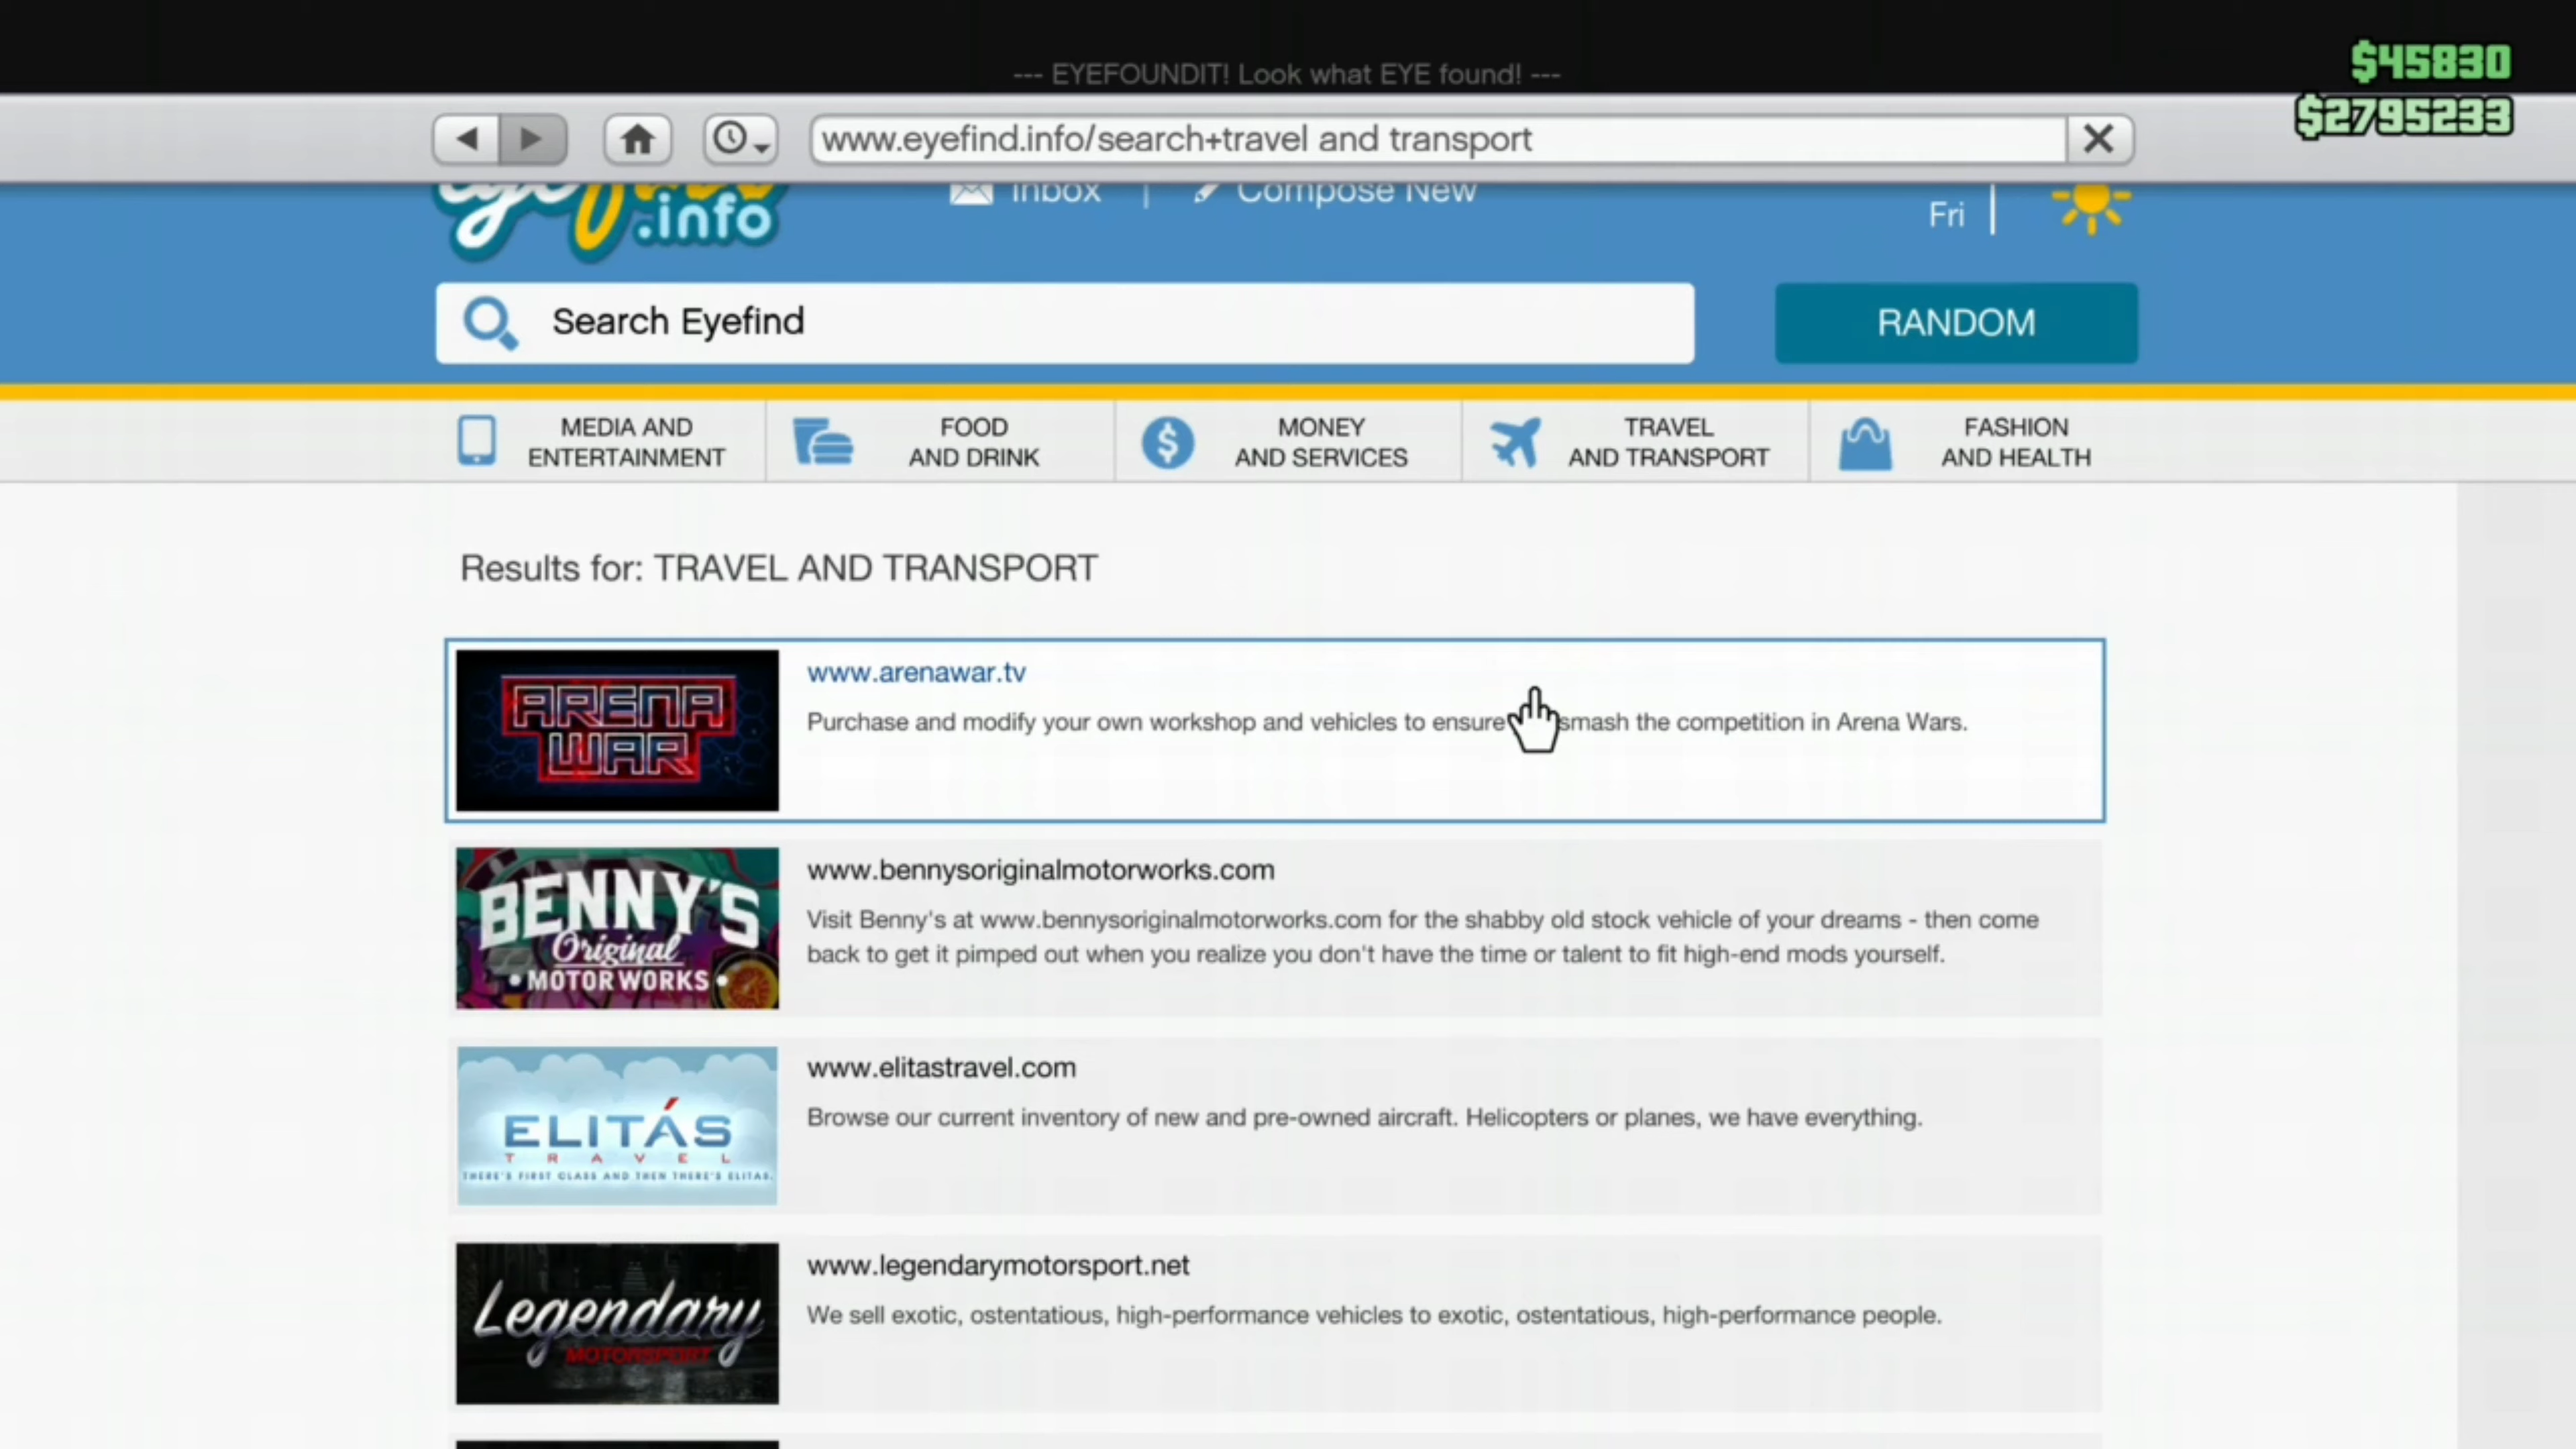 --- EYEFOUNDIT! Look what EYE found! ---
$45830
$2795233
www.eyefind.info/search+travel and transport
eyefind
.info
Inbox | Compose New
Fri
Search Eyefind
RANDOM
MEDIA AND
ENTERTAINMENT
FOOD
AND DRINK
MONEY
AND SERVICES
TRAVEL
AND TRANSPORT
FASHION
AND HEALTH
Results for: TRAVEL AND TRANSPORT
ARENA
WAR
www.arenawar.tv
Purchase and modify your own workshop and vehicles to ensure smash the competition in Arena Wars.
BENNY'S
Original
• MOTORWORKS •
www.bennysoriginalmotorworks.com
Visit Benny's at www.bennysoriginalmotorworks.com for the shabby old stock vehicle of your dreams - then come
back to get it pimped out when you realize you don't have the time or talent to fit high-end mods yourself.
ELITÁS
TRAVEL
THERE'S FIRST CLASS AND THEN THERE'S ELITAS.
www.elitastravel.com
Browse our current inventory of new and pre-owned aircraft. Helicopters or planes, we have everything.
Legendary
MOTORSPORT
www.legendarymotorsport.net
We sell exotic, ostentatious, high-performance vehicles to exotic, ostentatious, high-performance people.